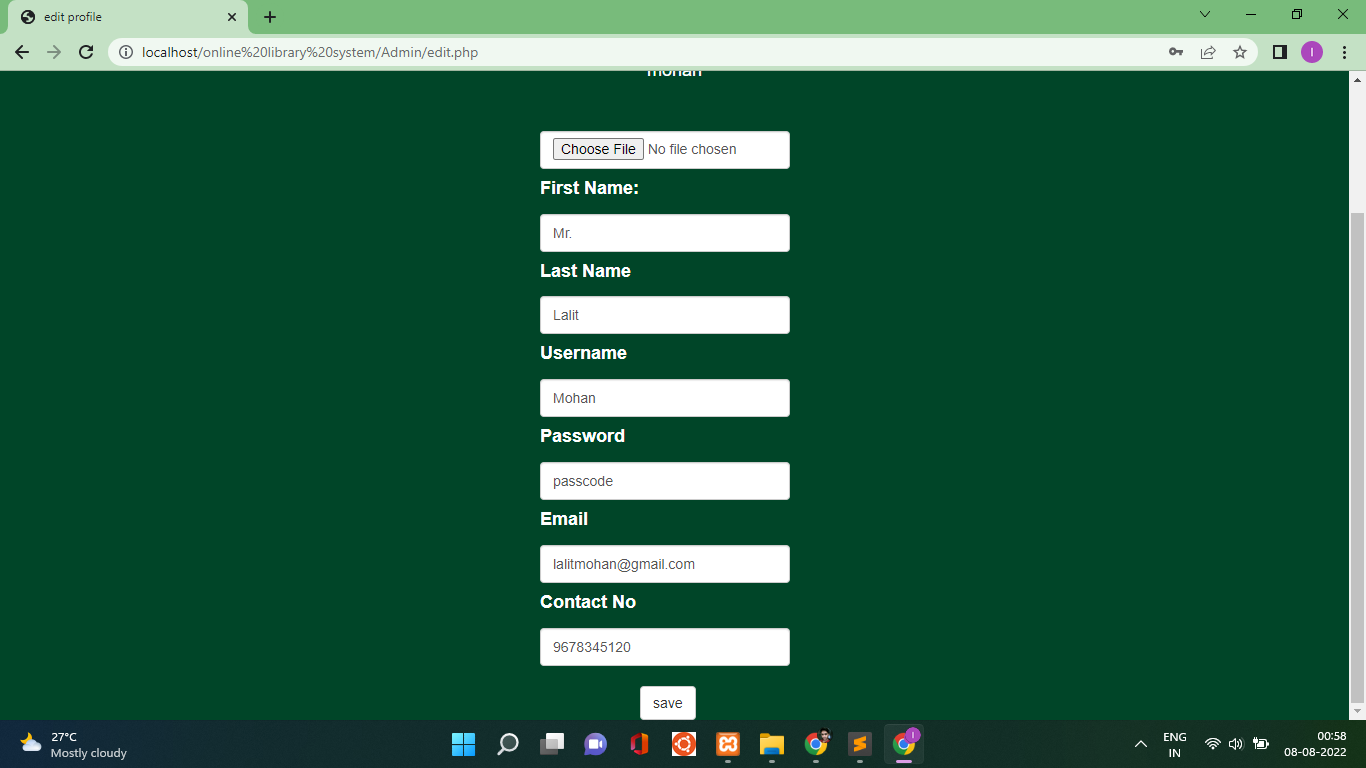 edit profile
localhost/online%20library%20system/Admin/edit.php
I
mohan
Choose File No file chosen
First Name:
Mr.
Last Name
Lalit
Username
Mohan
Password
passcode
Email
lalitmohan@gmail.com
Contact No
9678345120
save
27°C
Mostly cloudy
I
ENG
IN
00:58
08-08-2022